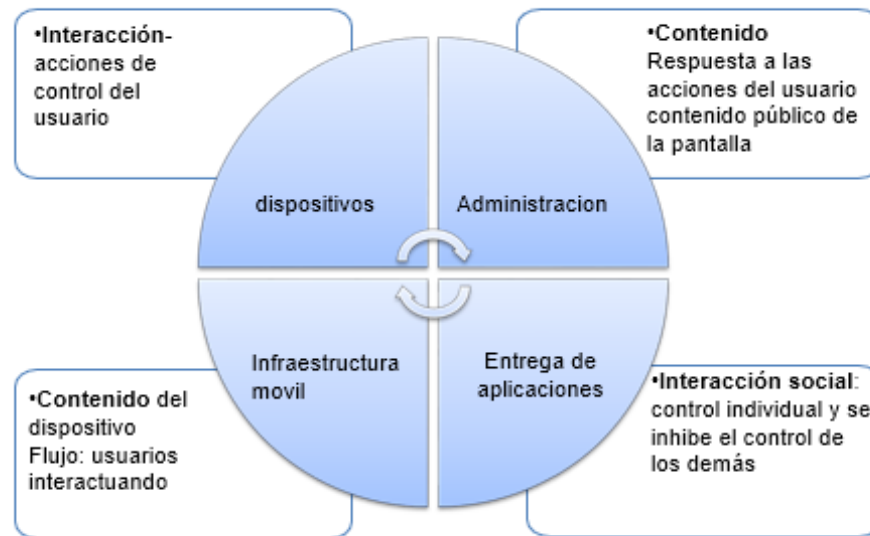 •Interacción-
acciones de
control del
usuario
•Contenido
Respuesta a las
acciones del usuario
contenido público de
la pantalla
dispositivos
Administracion
Infraestructura
movil
Entrega de
aplicaciones
•Contenido del
dispositivo
Flujo: usuarios
interactuando
•Interacción social:
control individual y se
inhibe el control de
los demás